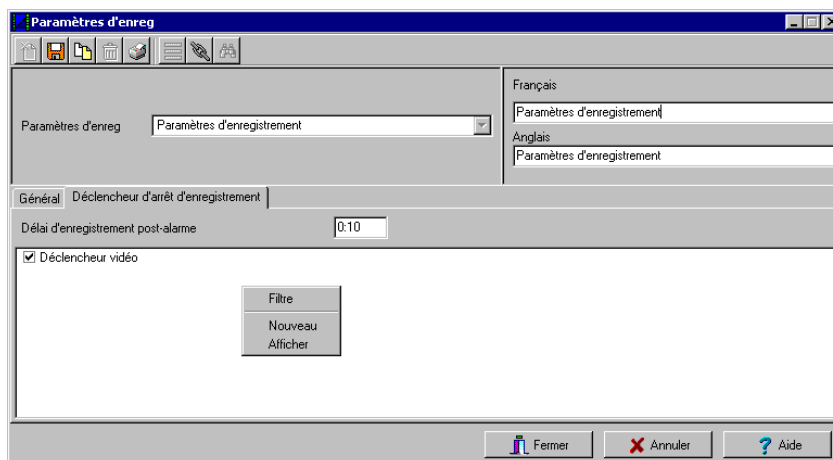 Paramètres d'enreg
Français
Paramètres d'enreg Paramètres d'enregistrement
Paramètres d'enregistrement
Anglais
Paramètres d'enregistrement
Général Déclencheur d'arrêt d'enregistrement
Délai d'enregistrement post-alarme 0:10
Déclencheur vidéo
Filtre
Nouveau
Afficher
Fermer Annuler ? Aide